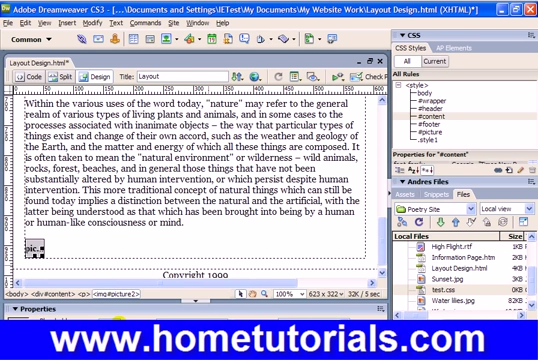 Adobe Dreamweaver CS3 - [...\Documents and Settings\IETest\My Documents\My Website Work\Layout Design.html (XHTML)*]
File Edit View Insert Modify Text Commands Site Window Help
Common
Layout Design.html*
Code Split Design Title: Layout Check
Within the various uses of the word today, "nature" may refer to the general
realm of various types of living plants and animals, and in some cases to the
processes associated with inanimate objects – the way that particular types of
things exist and change of their own accord, such as the weather and geology of
the Earth, and the matter and energy of which all these things are composed. It
is often taken to mean the "natural environment" or wilderness – wild animals,
rocks, forest, beaches, and in general those things that have not been
substantially altered by human intervention, or which persist despite human
intervention. This more traditional concept of natural things which can still be
found today implies a distinction between the natural and the artificial, with the
latter being understood as that which has been brought into being by a human
or human-like consciousness or mind.
pic.
Copyright 1999
<body> <div#content> <img#picture2> 100% 623 x 322 32K / 5 sec
Properties
CSS
CSS Styles AP Elements
All Current
All Rules
<style>
body
#wrapper
#header
#content
#footer
#picture
.style1
Properties for "#content"
Andres Files
Assets Snippets Files
Poetry Site Local view
Local Files Size
High Flight.rtf 1KB
Information Page.htm 2KB
Layout Design.html 4KB
Sunset.jpg 3KB
test.css 0KB
Water lilies.jpg 82KB
www.hometutorials.com